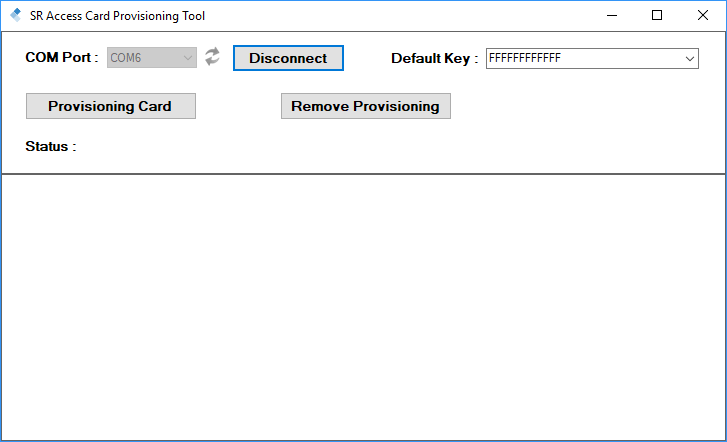 SR Access Card Provisioning Tool
COM Port : COM6 Disconnect Default Key : FFFFFFFFFFFF
Provisioning Card Remove Provisioning
Status :